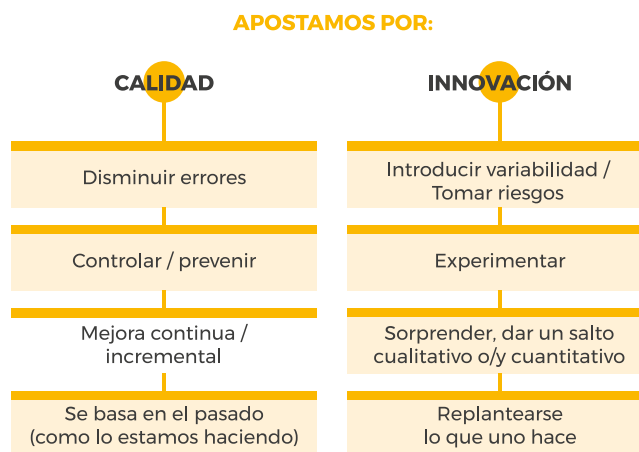 APOSTAMOS POR:
CALIDAD
Disminuir errores
Controlar / prevenir
Mejora continua /
incremental
Se basa en el pasado
(como lo estamos haciendo)
INNOVACIÓN
Introducir variabilidad /
Tomar riesgos
Experimentar
Sorprender, dar un salto
cualitativo o/y cuantitativo
Replantearse
lo que uno hace